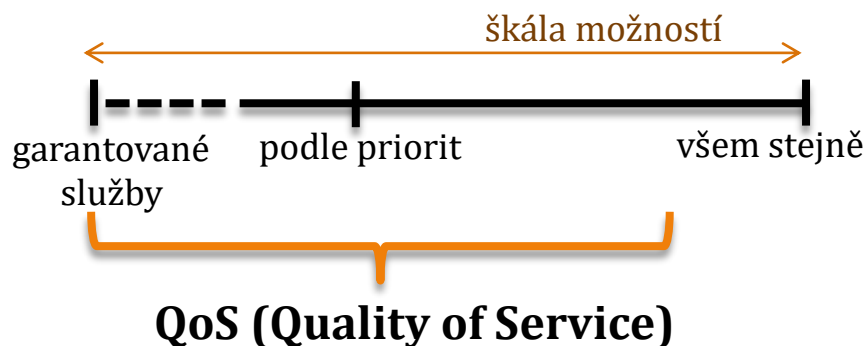 škála možností
garantované
služby
podle priorit
všem stejně
QoS (Quality of Service)